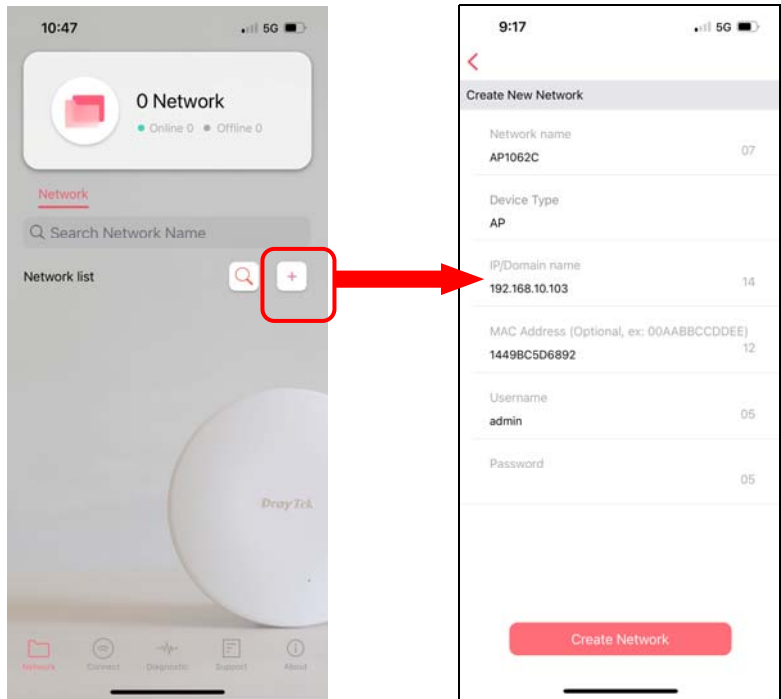 10:47
5G
0 Network
Online 0 Offline 0
Network
Search Network Name
Network list
+
DrayTek
Network Connect Diagnostic Support About
9:17
5G
Create New Network
Network name
AP1062C 07
Device Type
AP
IP/Domain name
192.168.10.103 14
MAC Address (Optional, ex: 00AABBCCDDEE)
1449BC5D6892 12
Username
admin 05
Password
05
Create Network